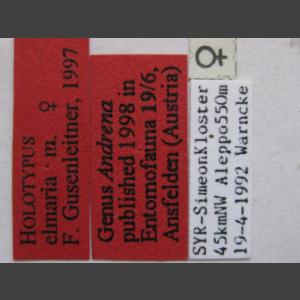 HOLOTYPUS ♀
elmaria m.
F. Gusenleitner, 1997
Genus Andrena
published 1998 in
Entomofauna 19/6,
Ansfelden (Austria)
♀
SYR-SimeonKloster
45kmNW Aleppo550m
19-4-1992 Warncke